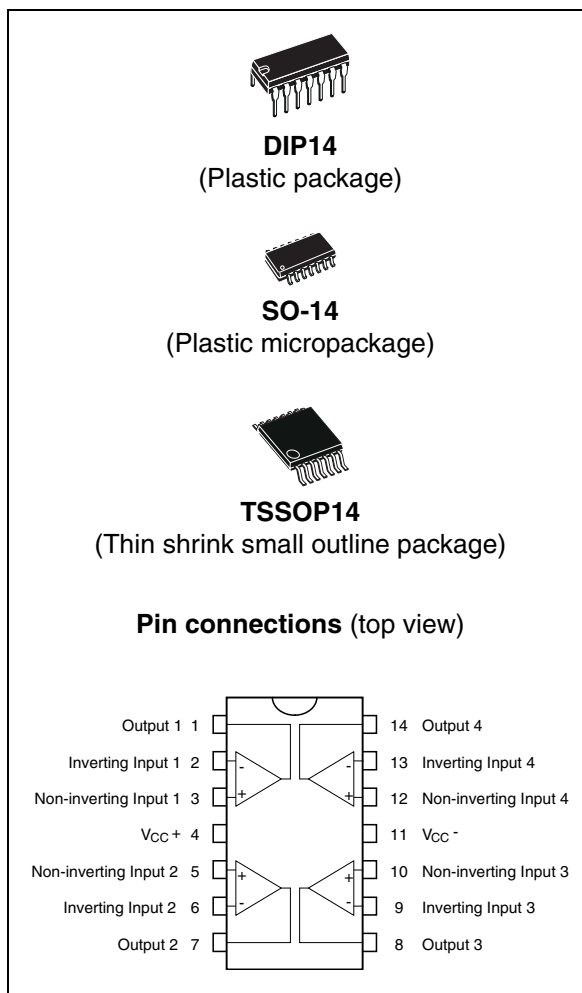 DIP14
(Plastic package)
SO-14
(Plastic micropackage)
TSSOP14
(Thin shrink small outline package)
Pin connections (top view)
Output 1 1 14 Output 4
Inverting Input 1 2 - - 13 Inverting Input 4
Non-inverting Input 1 3 + + 12 Non-inverting Input 4
VCC + 4 11 VCC -
Non-inverting Input 2 5 + + 10 Non-inverting Input 3
Inverting Input 2 6 - - 9 Inverting Input 3
Output 2 7 8 Output 3